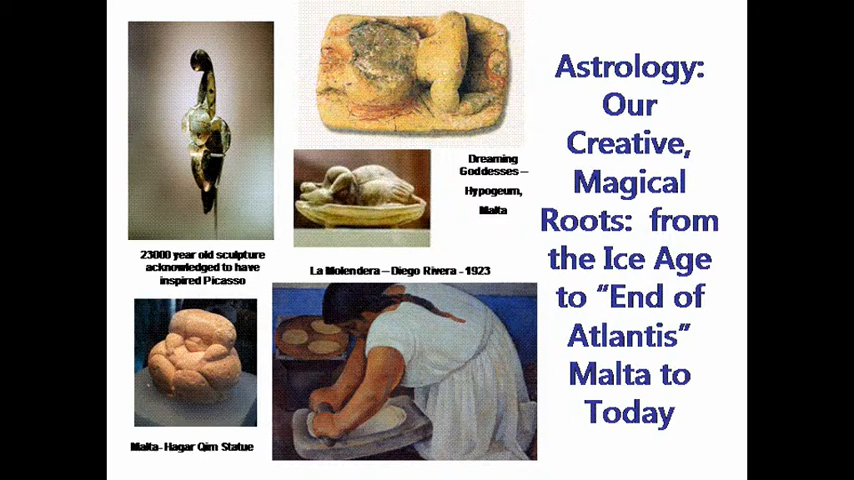 Astrology:
Our
Creative,
Magical
Roots:  from
the Ice Age
to “End of
Atlantis”
Malta to
Today
Dreaming
Goddesses –
Hypogeum,
Malta
23000 year old sculpture
acknowledged to have
inspired Picasso
La Molendera – Diego Rivera - 1923
Malta- Hagar Qim Statue